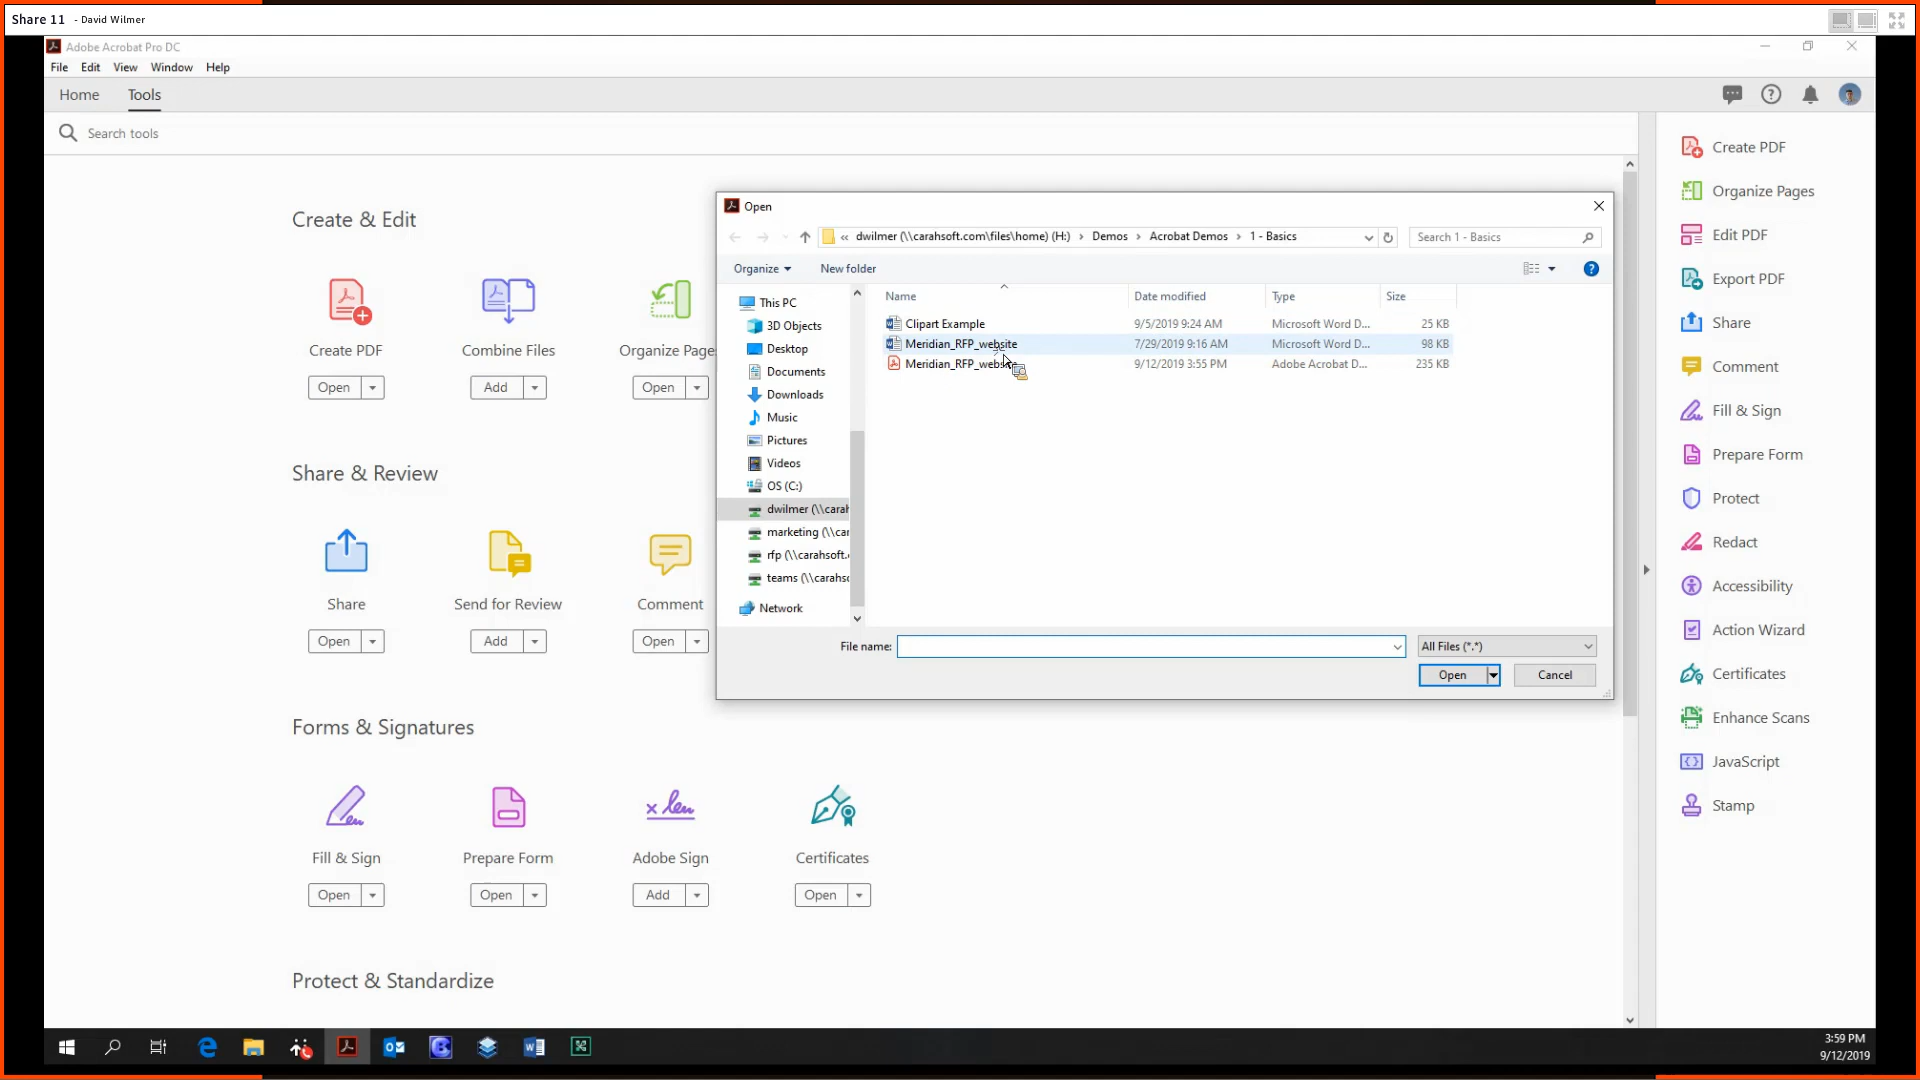 Share 11 - David Wilmer
Adobe Acrobat Pro DC
File Edit View Window Help
Home Tools
Search tools
Create & Edit
Create PDF
Open
Combine Files
Add
Organize Page
Open
Share & Review
Share
Open
Send for Review
Add
Comment
Open
Forms & Signatures
Fill & Sign
Open
Prepare Form
Open
Adobe Sign
Add
Certificates
Open
Protect & Standardize
Open
« dwilmer (\\carahsoft.com\files\home) (H:) › Demos › Acrobat Demos › 1 - Basics
Search 1 - Basics
Organize New folder
This PC
3D Objects
Desktop
Documents
Downloads
Music
Pictures
Videos
OS (C:)
dwilmer (\\carah
marketing (\\car
rfp (\\carahsoft.
teams (\\carahsc
Network
Name Date modified Type Size
Clipart Example 9/5/2019 9:24 AM Microsoft Word D... 25 KB
Meridian_RFP_website 7/29/2019 9:16 AM Microsoft Word D... 98 KB
Meridian_RFP_website 9/12/2019 3:55 PM Adobe Acrobat D... 235 KB
File name:
All Files (*.*)
Open Cancel
Create PDF
Organize Pages
Edit PDF
Export PDF
Share
Comment
Fill & Sign
Prepare Form
Protect
Redact
Accessibility
Action Wizard
Certificates
Enhance Scans
JavaScript
Stamp
3:59 PM
9/12/2019